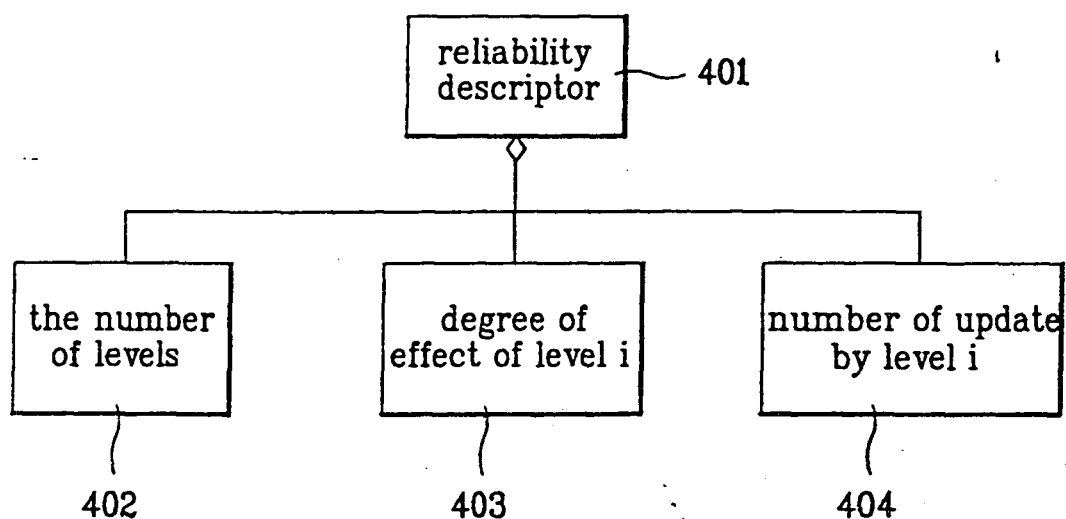 reliability
descriptor
401
the number
of levels
degree of
effect of level i
number of update
by level i
402
403
404